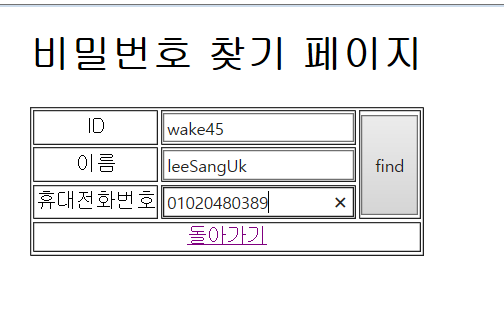 비밀번호 찾기 페이지
ID wake45
이름 leeSangUk find
휴대전화번호 01020480389 ✕
돌아가기